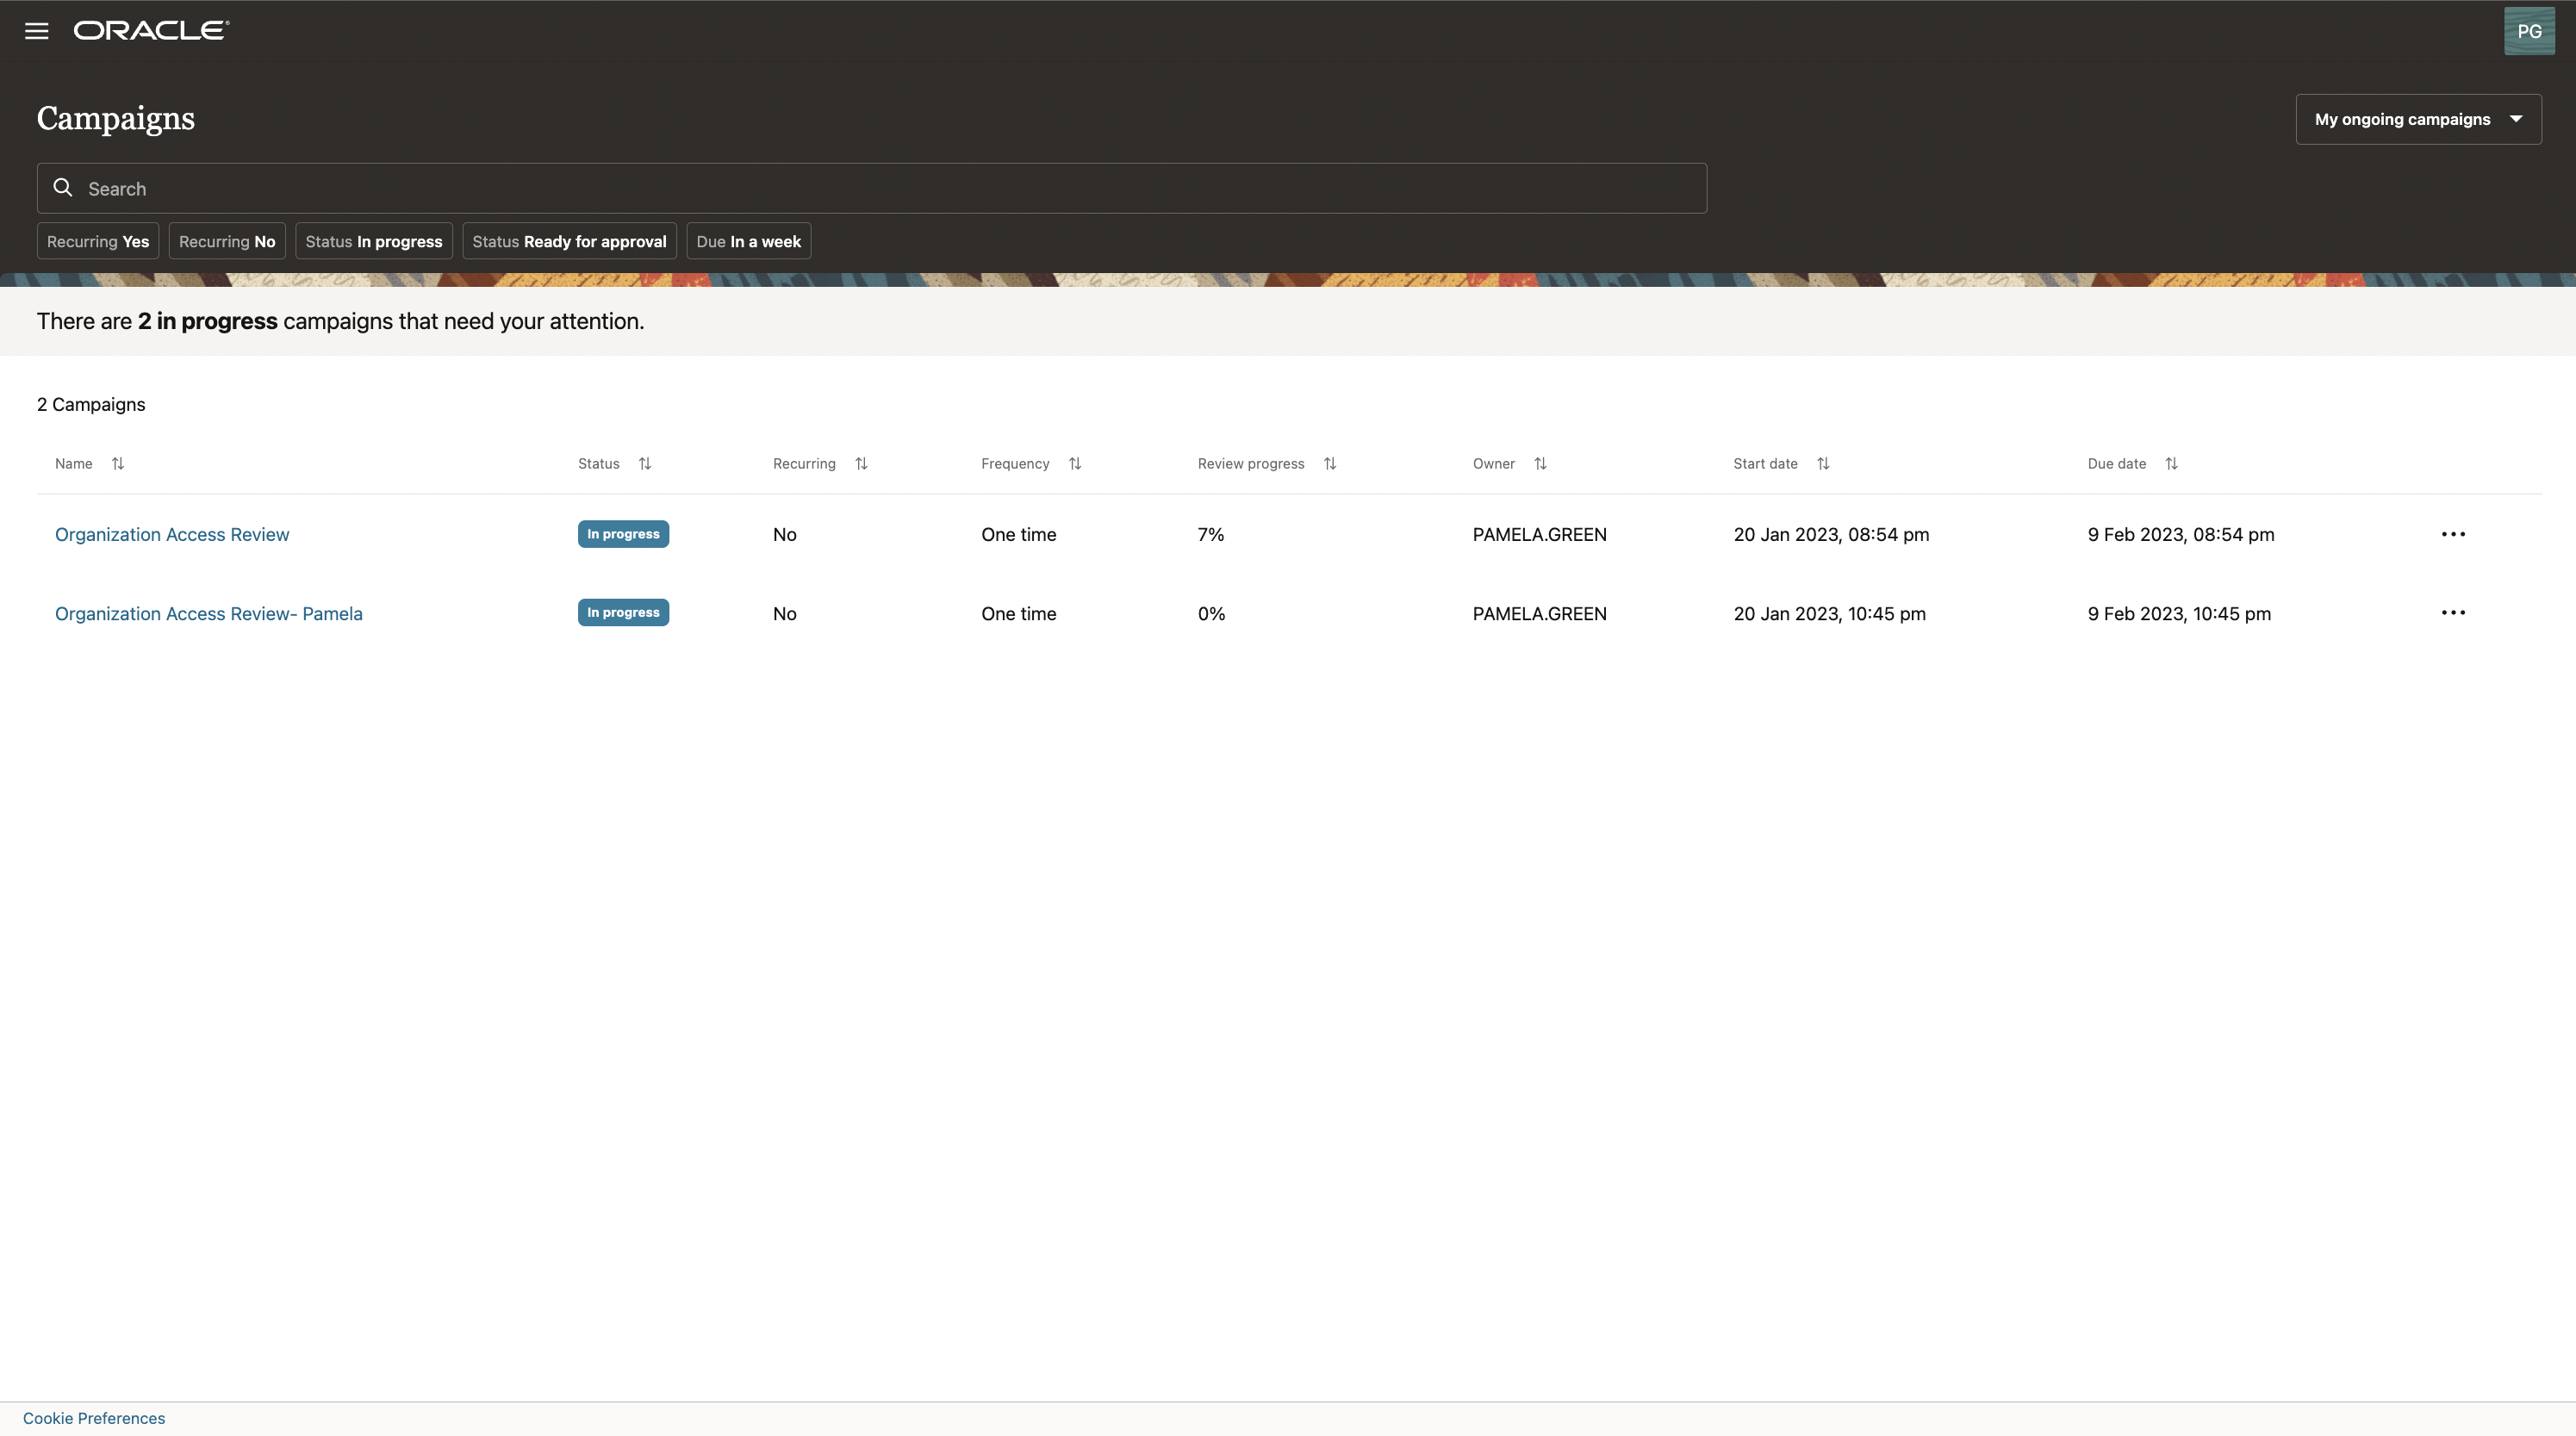 ORACLE
PG
Campaigns
My ongoing campaigns
Search
Recurring Yes Recurring No Status In progress Status Ready for approval Due In a week
There are 2 in progress campaigns that need your attention.
2 Campaigns
Name Status Recurring Frequency Review progress Owner Start date Due date
Organization Access Review In progress No One time 7% PAMELA.GREEN 20 Jan 2023, 08:54 pm 9 Feb 2023, 08:54 pm
Organization Access Review- Pamela In progress No One time 0% PAMELA.GREEN 20 Jan 2023, 10:45 pm 9 Feb 2023, 10:45 pm
Cookie Preferences